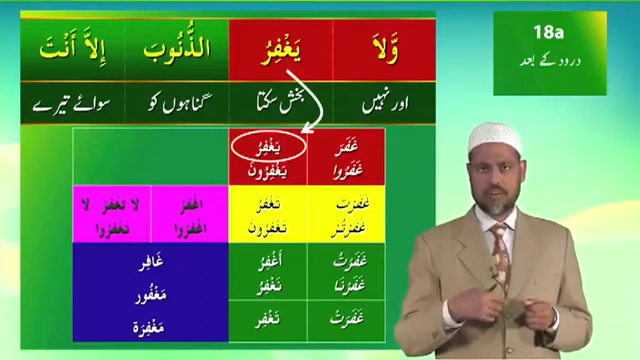 18a
درود کے بعد
وَّلَا يَغْفِرُ الذُّنُوبَ إِلاَّ أَنْتَ
اور نہیں بخش سکتا گناہوں کو سوائے تیرے
غَفَرَ يَغْفِرُ
غَفَرُوا يَغْفِرُونَ
غَفَرْتَ تَغْفِرُ اِغْفِرْ لَا تَغْفِرْ
غَفَرْتُمْ تَغْفِرُونَ اِغْفِرُوا لَا تَغْفِرُوا
غَفَرْتُ أَغْفِرُ غَافِر
غَفَرْنَا نَغْفِرُ مَغْفُور
غَفَرَتْ تَغْفِرُ مَغْفِرَة